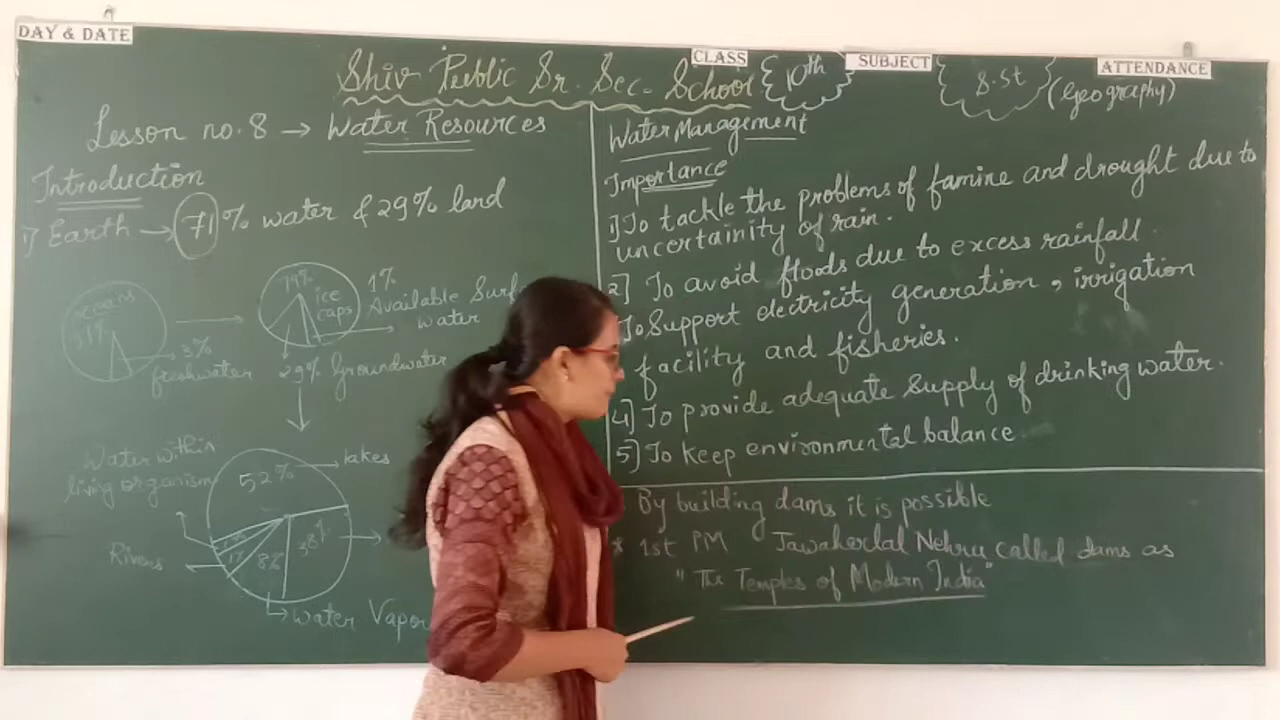 DAY & DATE
CLASS
SUBJECT
ATTENDANCE
Shiv Public Sr. Sec. School
10th
S.St
(Geography)
Lesson no. 8 → Water Resources
Introduction
1) Earth → 71% water & 29% land
oceans
3%
freshwater
79%
ice
caps
1%
Available Surf
water
29% Groundwater
Water within
living organism
52%
lakes
38%
8%
1%
Rivers
Water Vapo
Water Management
Importance
1) To tackle the problems of famine and drought due to
uncertainity of rain.
2] To avoid floods due to excess rainfall.
To Support electricity generation, irrigation
facility and fisheries.
4] To provide adequate Supply of drinking water.
5] To keep environmental balance
By building dams it is possible
* 1st PM Jawaherlal Nehru called dams as
"The Temples of Modern India"